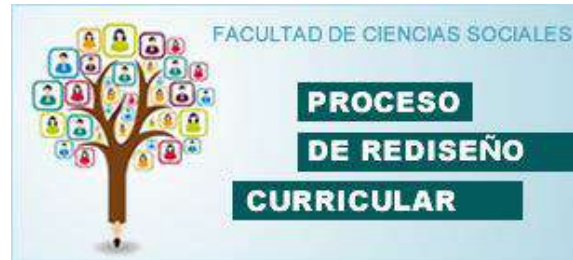 FACULTAD DE CIENCIAS SOCIALES
PROCESO
DE REDISEÑO
CURRICULAR